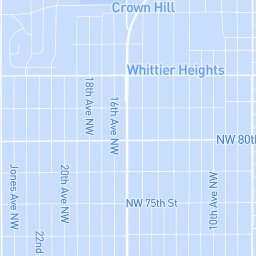 Crown Hill
Whittier Heights
18th Ave NW
16th Ave NW
NW 80th
Jones Ave NW
20th Ave NW
10th Ave NW
NW 75th St
22nd